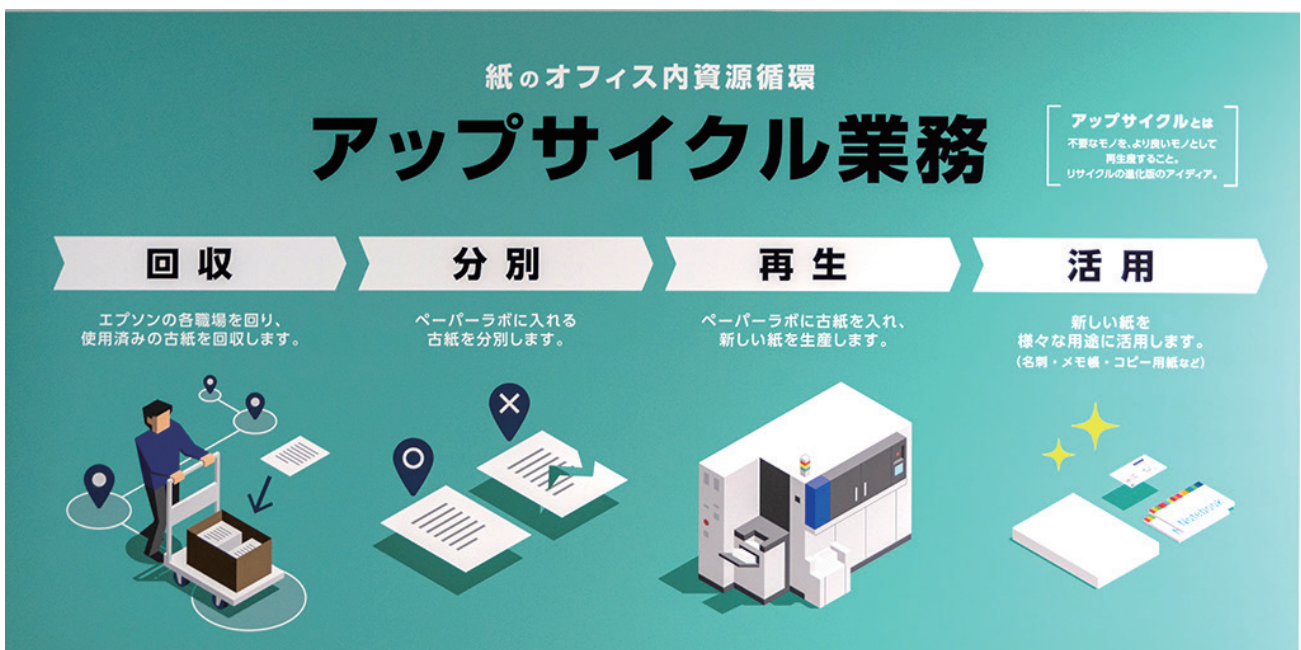 紙のオフィス内資源循環
アップサイクル業務
アップサイクルとは
不要なモノを、より良いモノとして
再生産すること。
リサイクルの進化版のアイディア。
回収
エプソンの各職場を回り、
使用済みの古紙を回収します。
分別
ペーパーラボに入れる
古紙を分別します。
再生
ペーパーラボに古紙を入れ、
新しい紙を生産します。
活用
新しい紙を
様々な用途に活用します。
(名刺・メモ帳・コピー用紙など)
Notebook